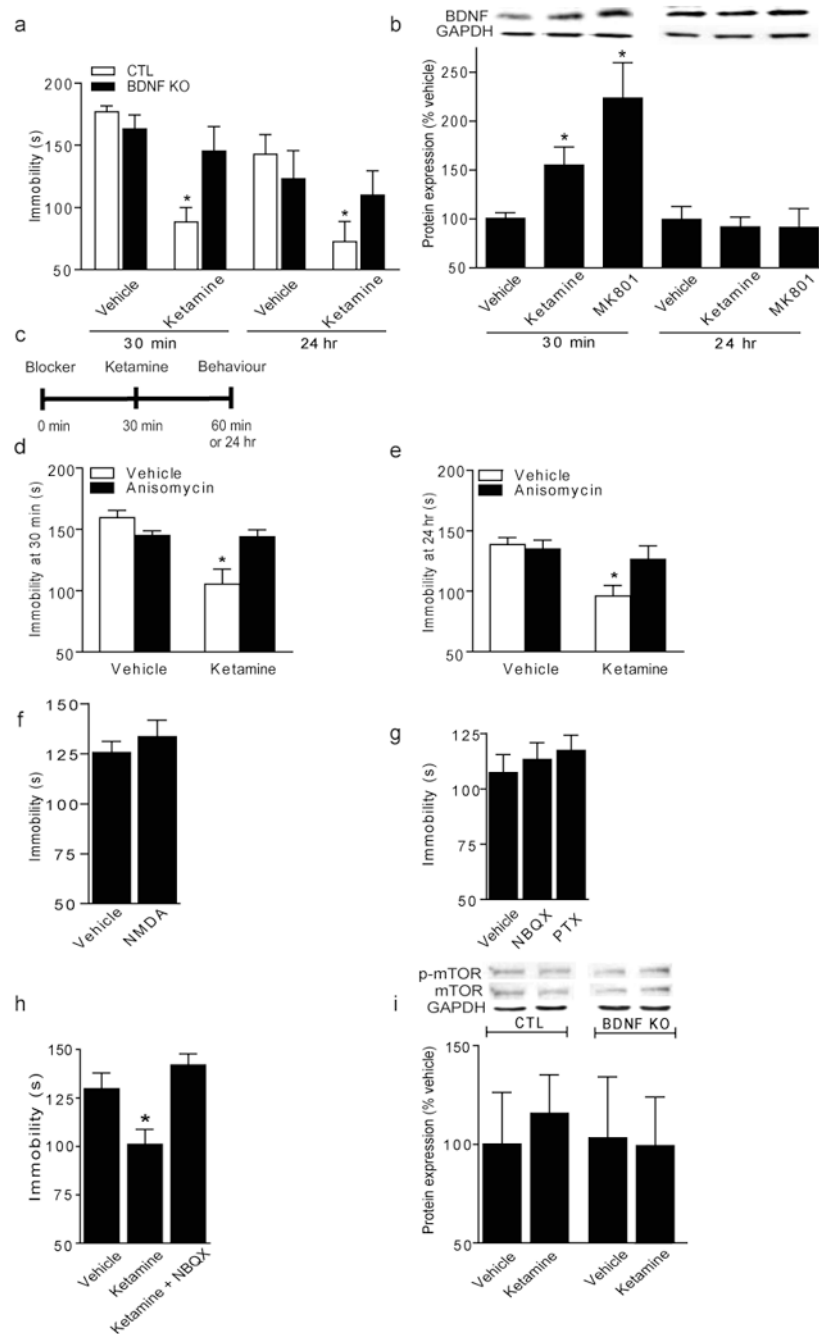 a
CTL
BDNF KO
200
150
100
50
Immobility (s)
Vehicle
Ketamine
Vehicle
Ketamine
30 min
24 hr
b
BDNF
GAPDH
250
200
150
100
50
Protein expression (% vehicle)
*
*
*
*
Vehicle
Ketamine
MK801
Vehicle
Ketamine
MK801
30 min
24 hr
c
Blocker Ketamine Behaviour
0 min 30 min 60 min
or 24 hr
d
Vehicle
Anisomycin
200
150
100
50
Immobility at 30 min (s)
*
Vehicle Ketamine
e
Vehicle
Anisomycin
200
150
100
50
Immobility at 24 hr (s)
*
Vehicle Ketamine
f
150
125
100
75
50
Immobility (s)
Vehicle
NMDA
g
125
100
75
50
Immobility (s)
Vehicle
NBQX
PTX
h
150
125
100
75
50
Immobility (s)
*
Vehicle
Ketamine
Ketamine + NBQX
i
p-mTOR
mTOR
GAPDH
CTL BDNF KO
150
100
50
Protein expression (% vehicle)
Vehicle
Ketamine
Vehicle
Ketamine